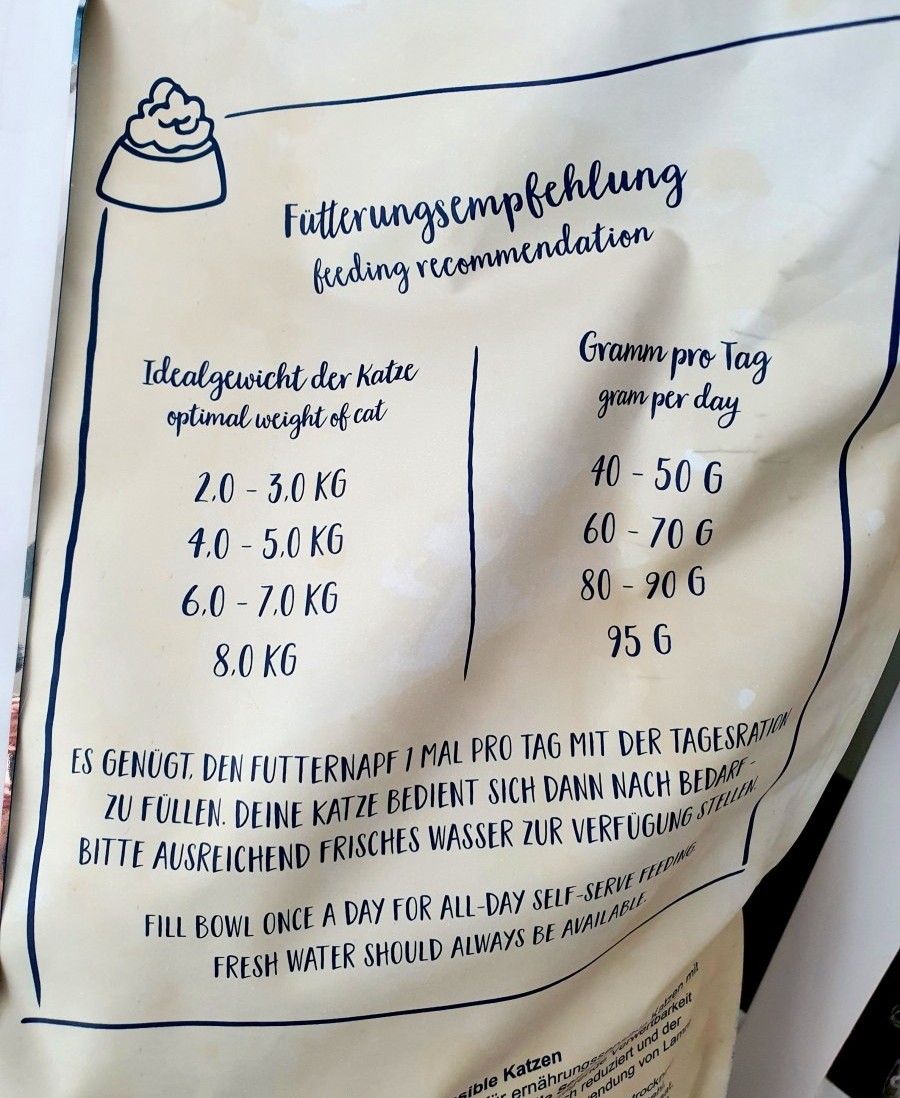 Fütterungsempfehlung
feeding recommendation
Idealgewicht der Katze
optimal weight of cat
2,0 - 3,0 KG
4,0 - 5,0 KG
6,0 - 7,0 KG
8,0 KG
Gramm pro Tag
gram per day
40 - 50 G
60 - 70 G
80 - 90 G
95 G
ES GENÜGT, DEN FUTTERNAPF 1 MAL PRO TAG MIT DER TAGESRATION
ZU FÜLLEN. DEINE KATZE BEDIENT SICH DANN NACH BEDARF -
BITTE AUSREICHEND FRISCHES WASSER ZUR VERFÜGUNG STELLEN.
FILL BOWL ONCE A DAY FOR ALL-DAY SELF-SERVE FEEDING.
FRESH WATER SHOULD ALWAYS BE AVAILABLE.
Katzen
Katzen mit
reduziert und der
von